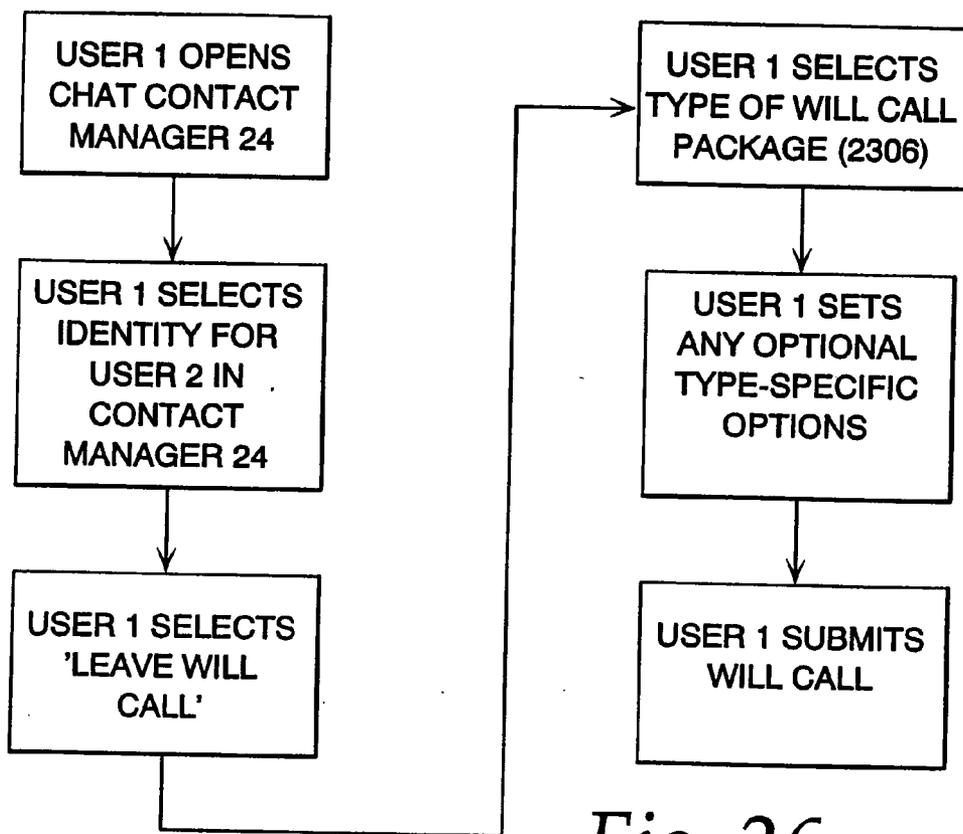 USER 1 OPENS
CHAT CONTACT
MANAGER 24
USER 1 SELECTS
IDENTITY FOR
USER 2 IN
CONTACT
MANAGER 24
USER 1 SELECTS
'LEAVE WILL
CALL'
USER 1 SELECTS
TYPE OF WILL CALL
PACKAGE (2306)
USER 1 SETS
ANY OPTIONAL
TYPE-SPECIFIC
OPTIONS
USER 1 SUBMITS
WILL CALL
Fig. 26